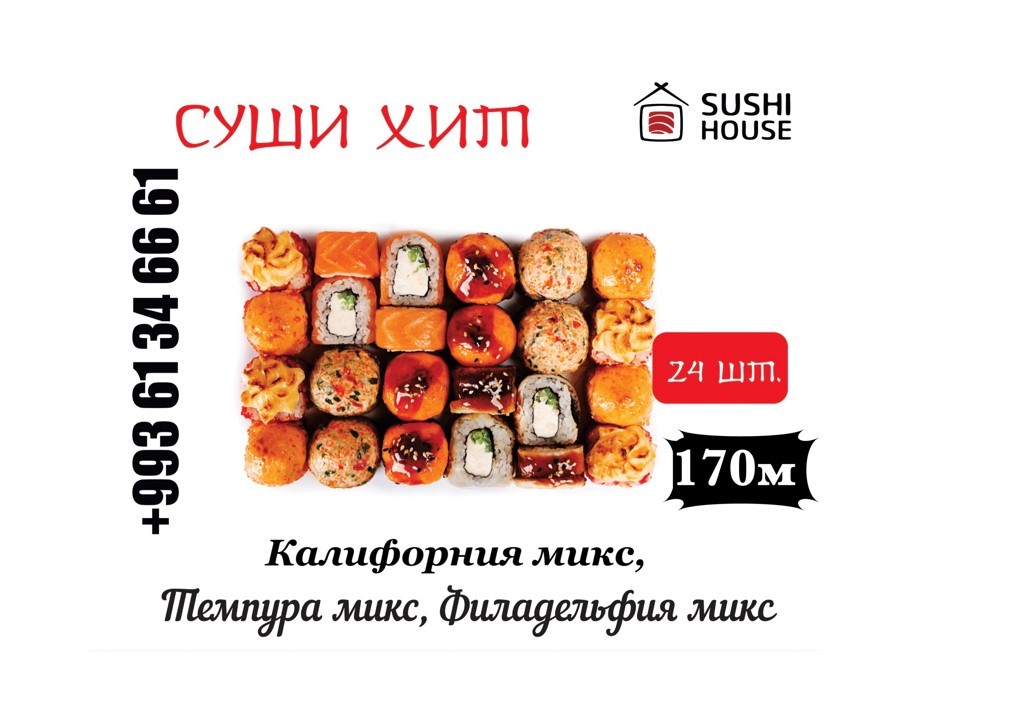 СУШИ ХИТ
SUSHI
HOUSE
+993 61 34 66 61
24 шт.
170м
Калифорния микс,
Темпура микс, Филадельфия микс